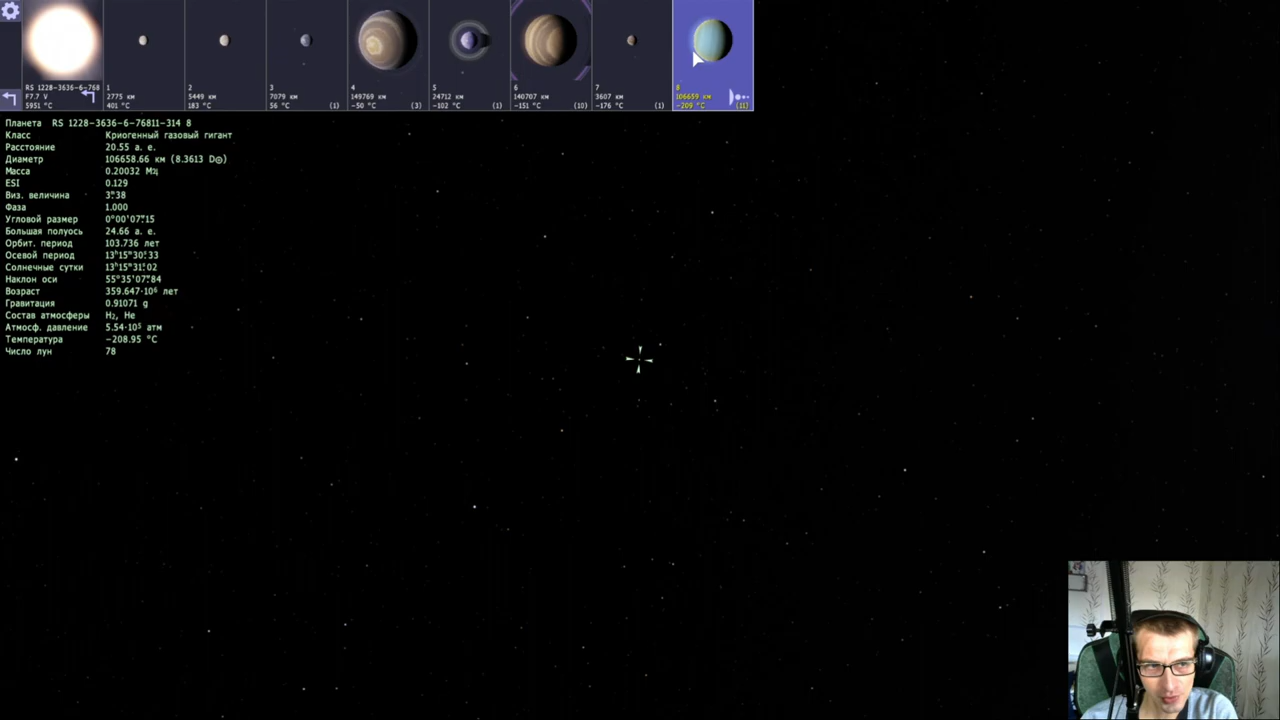 RS 1228-3636-6-768
F7.7 V
5951 °C
1
2775 км
401 °C
2
5449 км
183 °C
3
7079 км
56 °C (1)
4
149769 км
-50 °C (3)
5
24712 км
-102 °C (1)
6
140707 км
-151 °C (10)
7
3607 км
-176 °C (1)
8
106659 км
-209 °C (11)
Планета RS 1228-3636-6-76811-314 8
Класс Криогенный газовый гигант
Расстояние 20.55 а. е.
Диаметр 106658.66 км (8.3613 D⊕)
Масса 0.20032 M♃
ESI 0.129
Виз. величина 3ᵐ38
Фаза 1.000
Угловой размер 0°00'07"15
Большая полуось 24.66 а. е.
Орбит. период 103.736 лет
Осевой период 13ʰ15ᵐ30ˢ33
Солнечные сутки 13ʰ15ᵐ31ˢ02
Наклон оси 55°35'07"84
Возраст 359.647·10⁶ лет
Гравитация 0.91071 g
Состав атмосферы H₂, He
Атмосф. давление 5.54·10⁵ атм
Температура -208.95 °C
Число лун 78